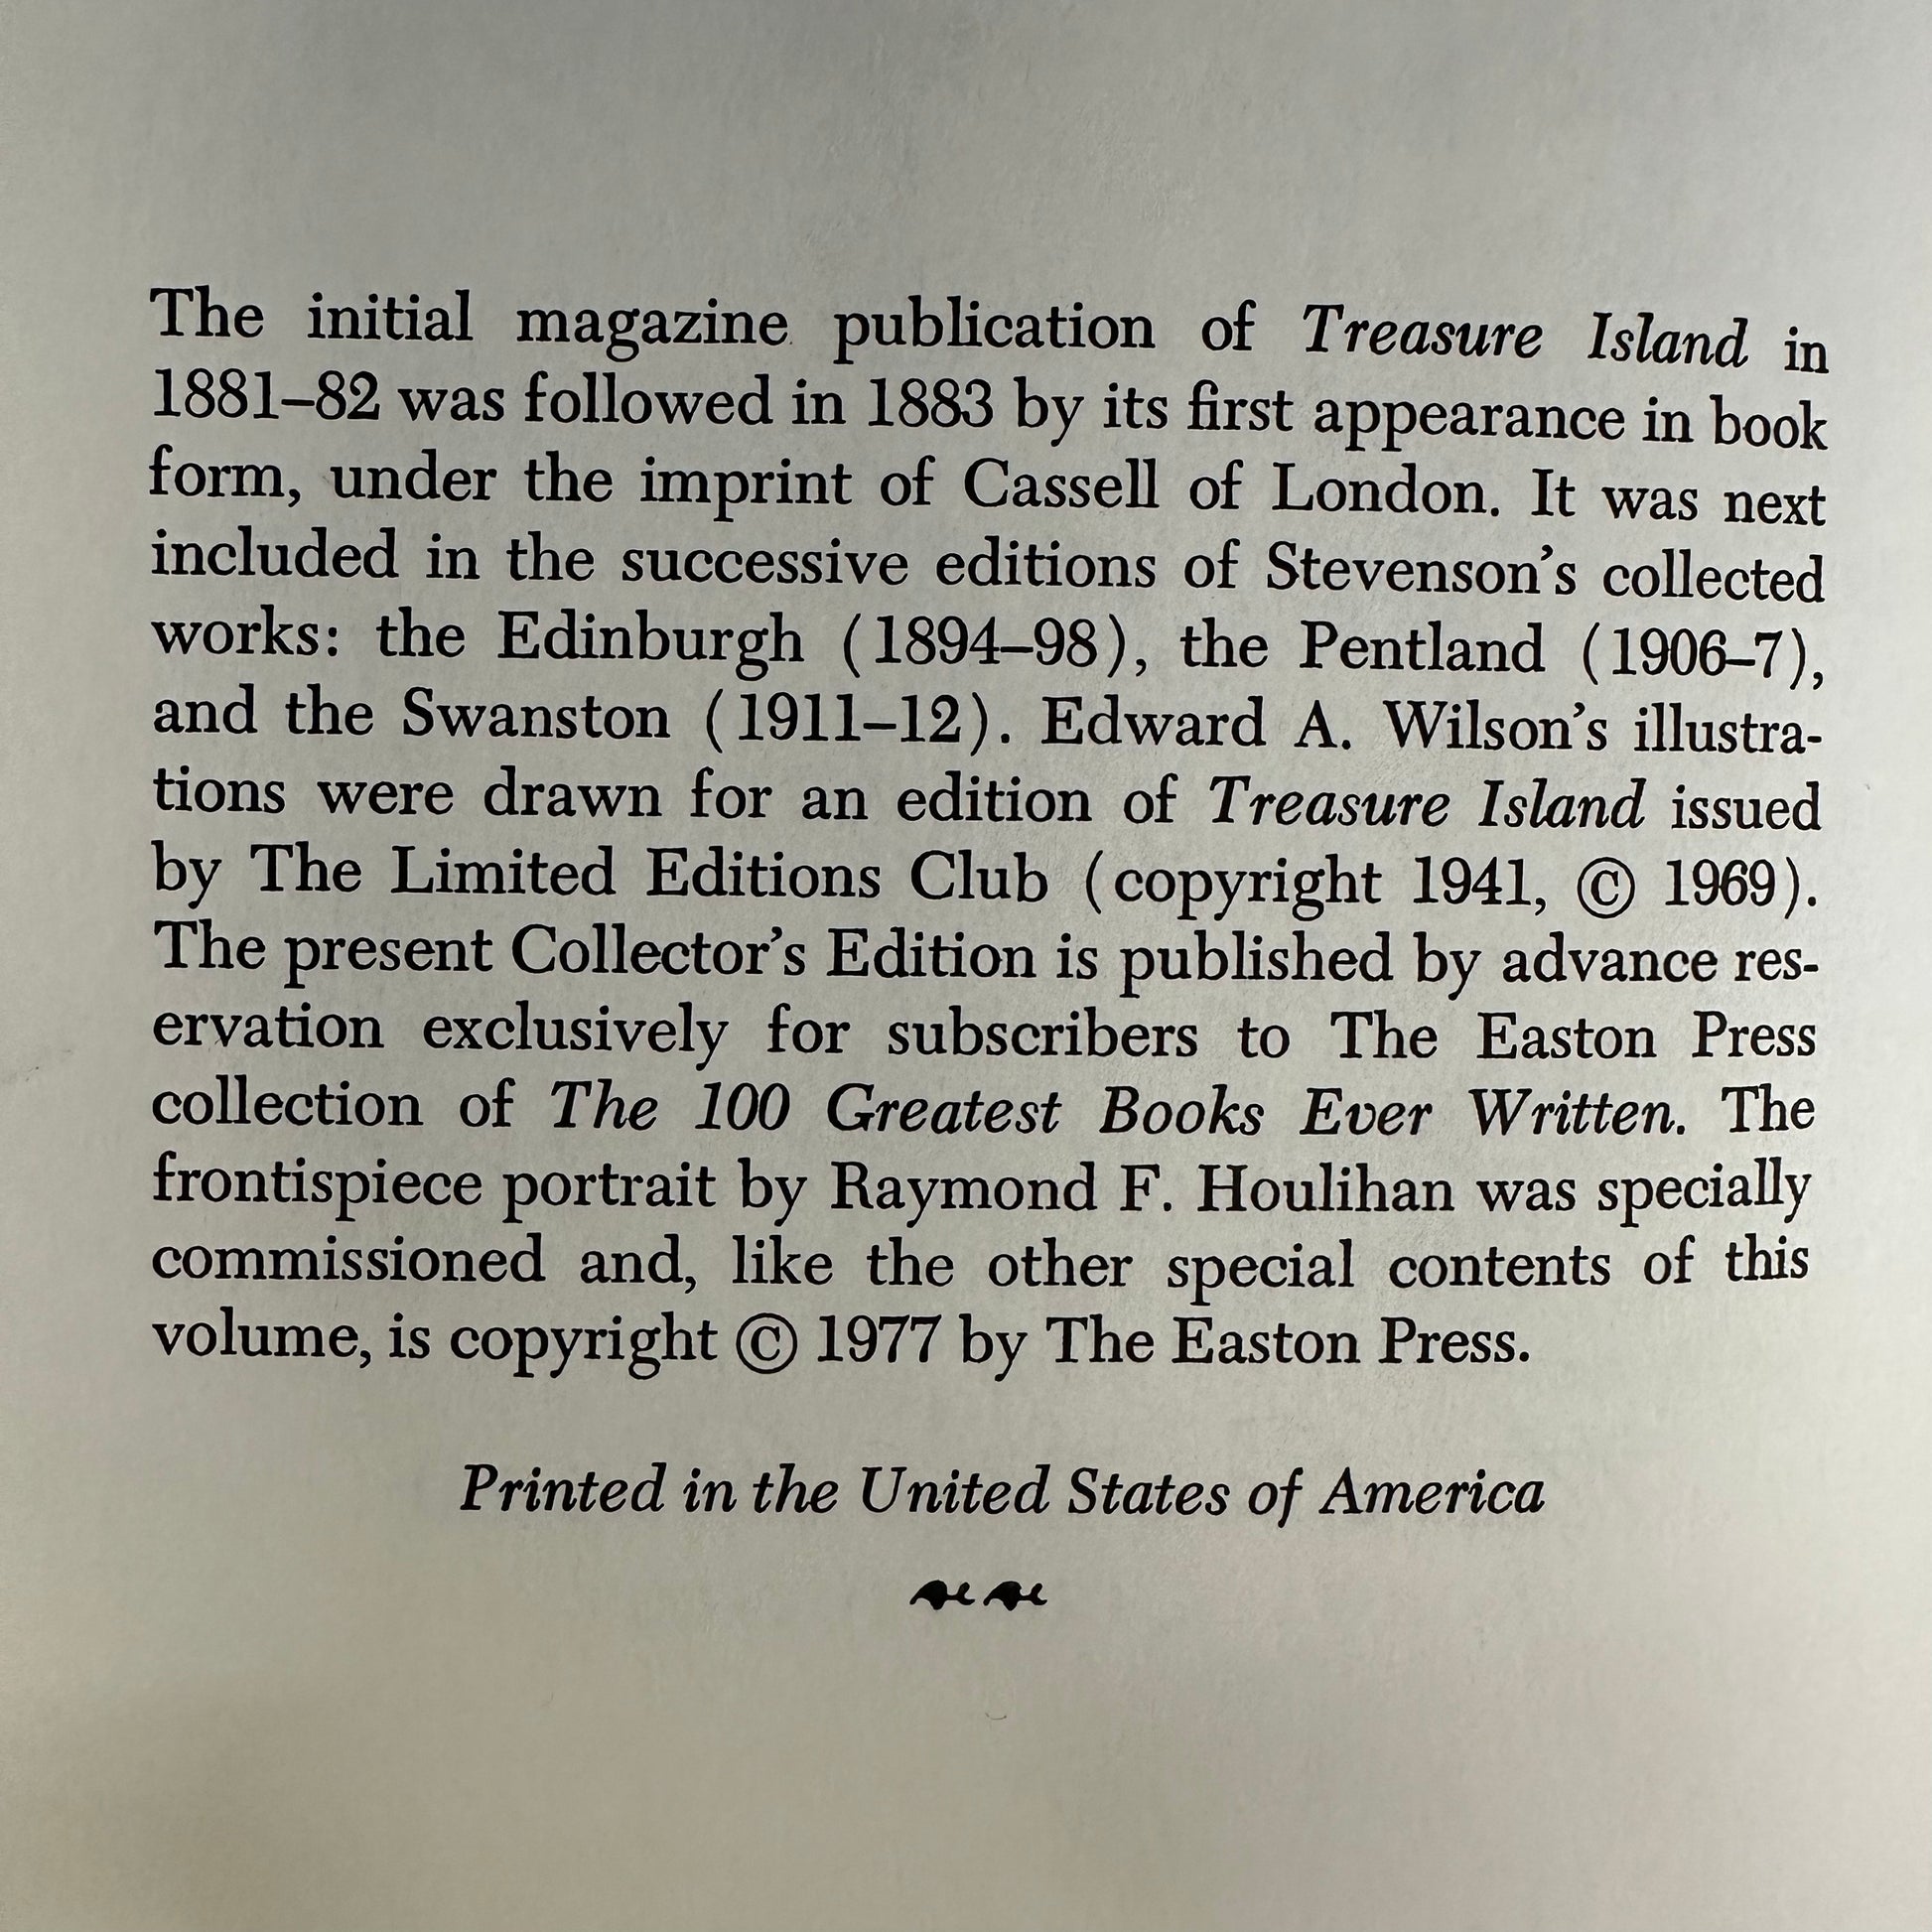 The initial magazine publication of Treasure Island in
1881–82 was followed in 1883 by its first appearance in book
form, under the imprint of Cassell of London. It was next
included in the successive editions of Stevenson’s collected
works: the Edinburgh (1894–98), the Pentland (1906–7),
and the Swanston (1911–12). Edward A. Wilson’s illustra-
tions were drawn for an edition of Treasure Island issued
by The Limited Editions Club (copyright 1941, © 1969).
The present Collector’s Edition is published by advance res-
ervation exclusively for subscribers to The Easton Press
collection of The 100 Greatest Books Ever Written. The
frontispiece portrait by Raymond F. Houlihan was specially
commissioned and, like the other special contents of this
volume, is copyright © 1977 by The Easton Press.
Printed in the United States of America